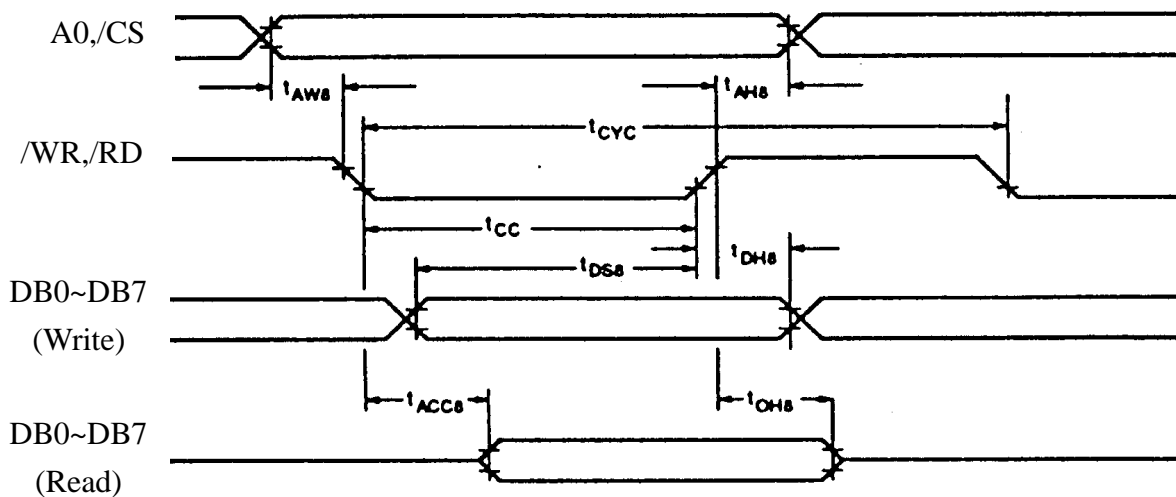 A0,/CS
tAW8
tAH8
tCYC
/WR,/RD
tCC
tDS8
tDH8
DB0~DB7
(Write)
tACC8
tOH8
DB0~DB7
(Read)